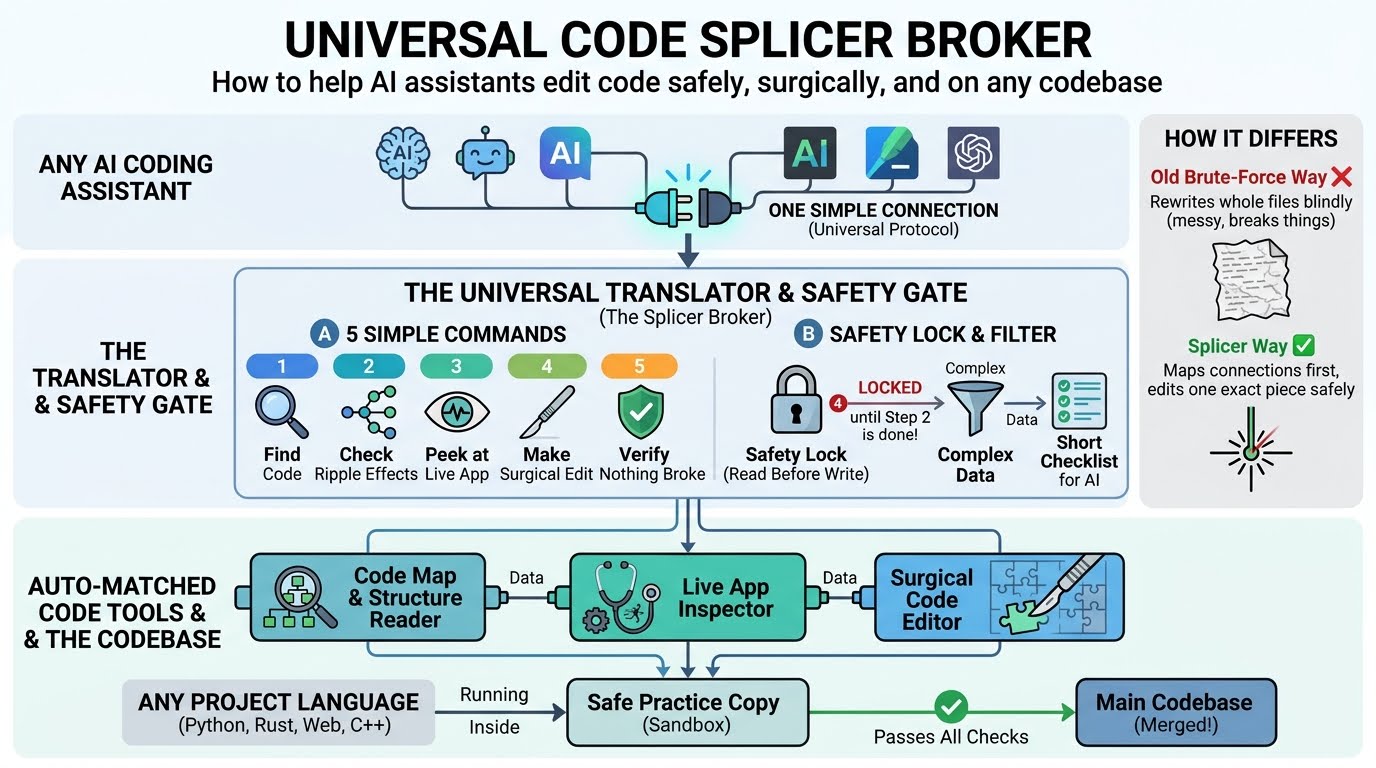 UNIVERSAL CODE SPLICER BROKER
How to help AI assistants edit code safely, surgically, and on any codebase
ANY AI CODING
ASSISTANT
AI
AI
Ai
ONE SIMPLE CONNECTION
(Universal Protocol)
HOW IT DIFFERS
Old Brute-Force Way ❌
Rewrites whole files blindly
(messy, breaks things)
Splicer Way ✅
Maps connections first,
edits one exact piece safely
THE
TRANSLATOR &
& SAFETY GATE
THE UNIVERSAL TRANSLATOR & SAFETY GATE
(The Splicer Broker)
A 5 SIMPLE COMMANDS
1
Find
Code
2
Check
Ripple Effects
3
Peek at
Live App
4
Make
Surgical Edit
5
Verify
Nothing Broke
B SAFETY LOCK & FILTER
Safety Lock
(Read Before Write)
4
LOCKED
until Step 2
is done!
Complex
Complex
Data
Data
Short
Checklist
for AI
AUTO-MATCHED
CODE TOOLS &
& THE CODEBASE
Code Map
& Structure
Reader
Data
Live App
Inspector
Data
Surgical
Code
Editor
ANY PROJECT LANGUAGE
(Python, Rust, Web, C++)
Running
Inside
Safe Practice Copy
(Sandbox)
Passes All Checks
Main Codebase
(Merged!)